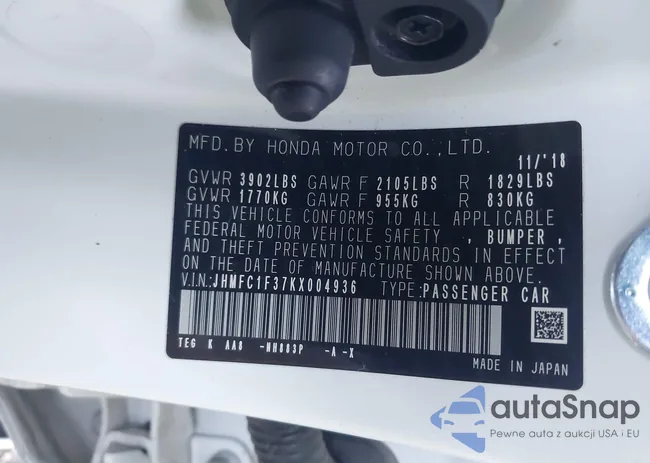 MFD.BY HONDA MOTOR CO.,LTD.
11/'18
GVWR 3902LBS GAWR F 2105LBS R 1829LBS
GVWR 1770KG GAWR F 955KG R 830KG
THIS VEHICLE CONFORMS TO ALL APPLICABLE
FEDERAL MOTOR VEHICLE SAFETY , BUMPER ,
AND THEFT PREVENTION STANDARDS IN EFFECT
ON THE DATE OF MANUFACTURE SHOWN ABOVE.
V.I.N: JHMFC1F37KX004936 TYPE:PASSENGER CAR
TEG K AA8 -NH883P -A -X
MADE IN JAPAN
autaSnap
Pewne auta z aukcji USA i EU